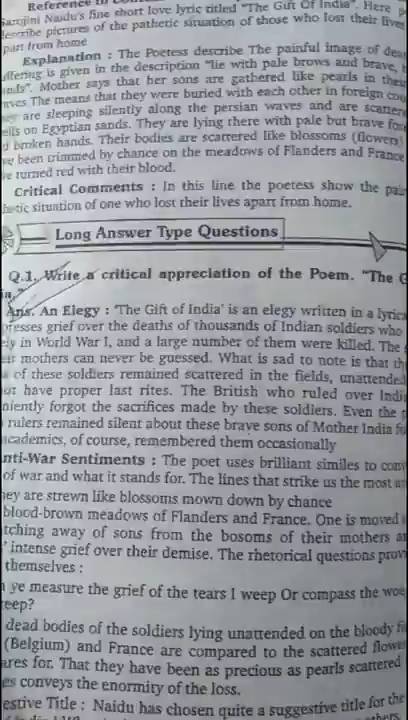 Reference to
Sarojini Naidu's fine short love lyric titled "The Gift Of India". Here
describe pictures of the pathetic situation of those who lost their lives
part from home
Explanation : The Poetess describe The painful image of
suffering is given in the description "lie with pale brows and brave,
Mother says that her sons are gathered like pearls in their
The means that they were buried with each other in foreign
are sleeping silently along the persian waves and are
on Egyptian sands. They are lying there with pale but brave
broken hands. Their bodies are scattered like blossoms (flowers)
been trimmed by chance on the meadows of Flanders and France
turned red with their blood.
Critical Comments : In this line the poetess show the
situation of one who lost their lives apart from home.
Long Answer Type Questions
Q.1. Write a critical appreciation of the Poem. "The G
Ans. An Elegy : 'The Gift of India' is an elegy written in a
grief over the deaths of thousands of Indian soldiers who
in World War I, and a large number of them were killed. The
mothers can never be guessed. What is sad to note is that
of these soldiers remained scattered in the fields, unattended
have proper last rites. The British who ruled over
forgot the sacrifices made by these soldiers. Even the
rulers remained silent about these brave sons of Mother India
academics, of course, remembered them occasionally
nti-War Sentiments : The poet uses brilliant similes to
of war and what it stands for. The lines that strike us the most
they are strewn like blossoms mown down by chance
blood-brown meadows of Flanders and France. One is moved
tching away of sons from the bosoms of their mothers
intense grief over their demise. The rhetorical questions
themselves :
ye measure the grief of the tears I weep Or compass the woe
eep?
dead bodies of the soldiers lying unattended on the bloody
(Belgium) and France are compared to the scattered
ares for. That they have been as precious as pearls scattered
es conveys the enormity of the loss.
estive Title : Naidu has chosen quite a suggestive title for the